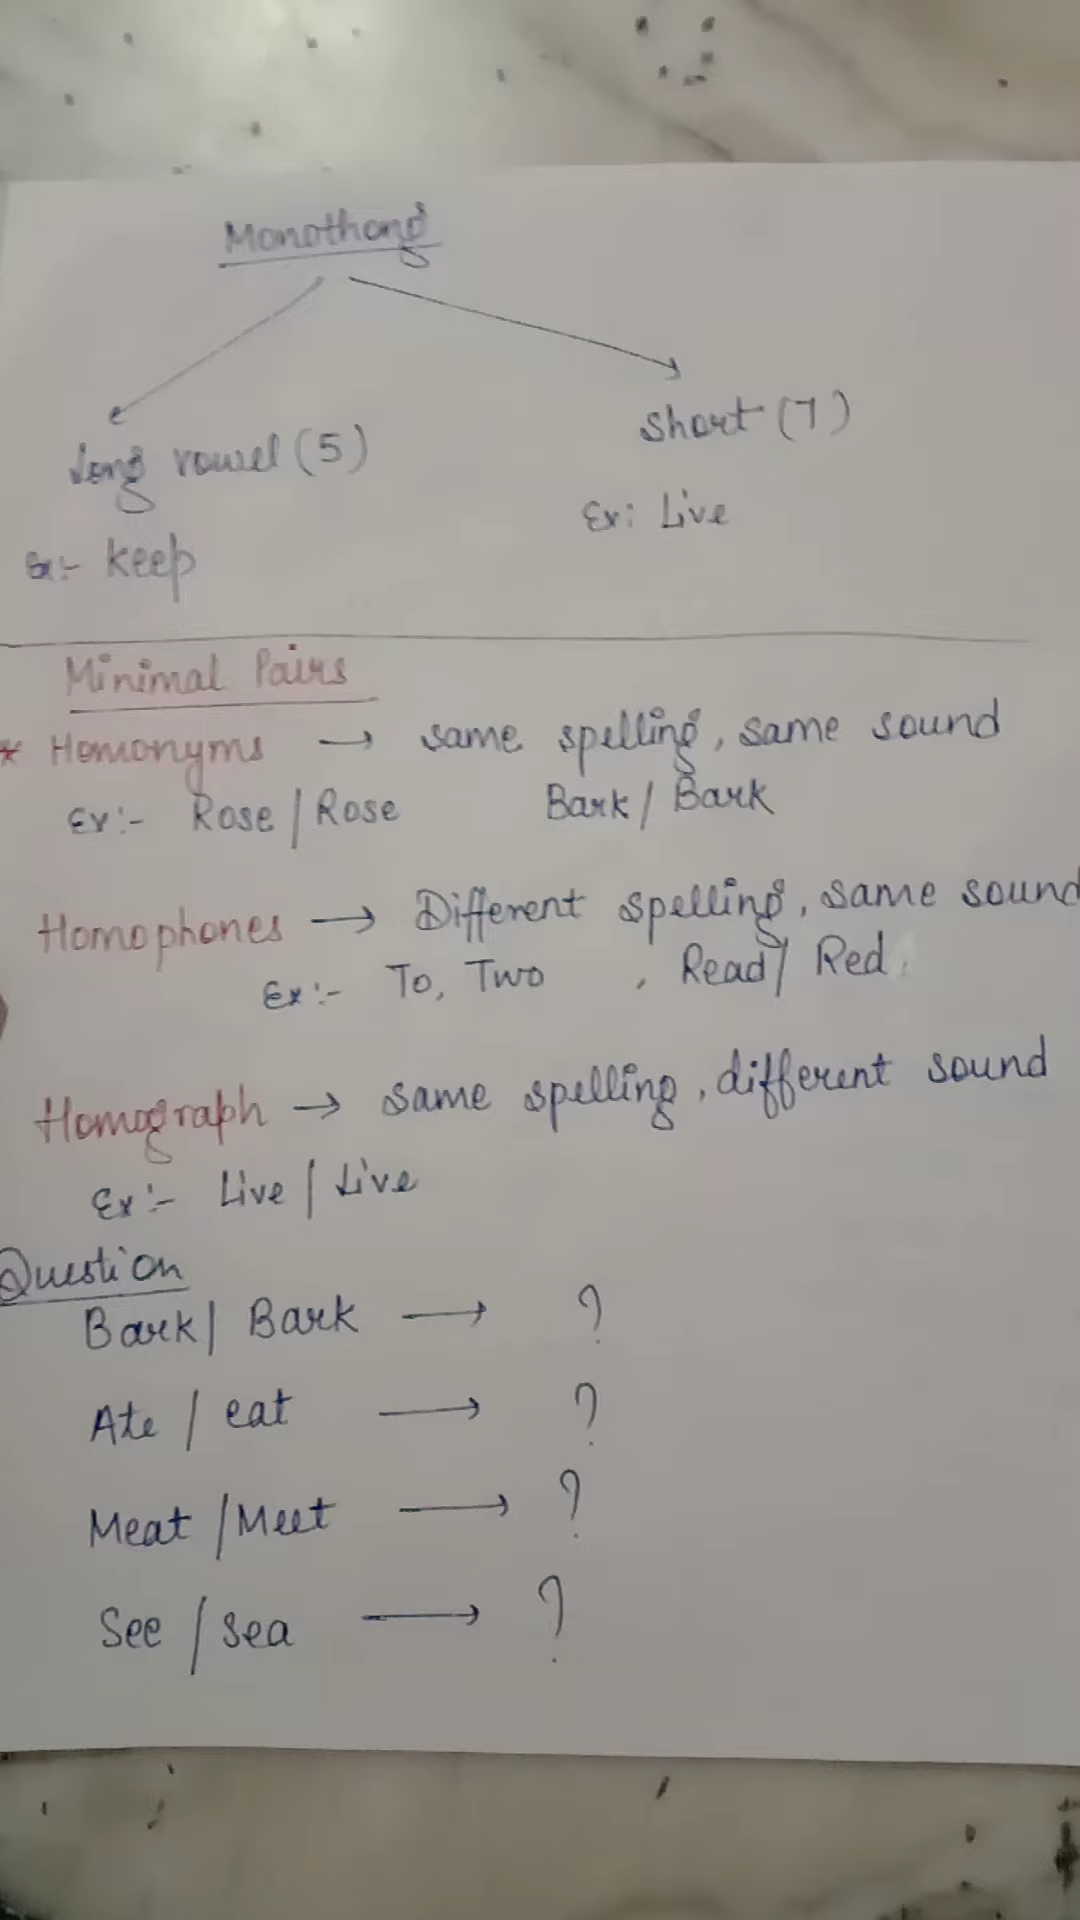 Monothong
Long vowel (5)
short (7)
Ex:- keep
Ex: Live
Minimal Pairs
* Homonyms → same spelling, same sound
Ex:- Rose / Rose Bark / Bark
Homophones → Different spelling, same sound
Ex:- To, Two , Read / Red
Homograph → same spelling, different sound
Ex:- Live / Live
Question
Bark / Bark → ?
Ate / eat → ?
Meat / Meet → ?
See / sea → ?